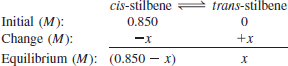 cis-stilbene ⇌ trans-stilbene
Initial (M): 0.850 0
Change (M): −x +x
Equilibrium (M): (0.850 − x) x